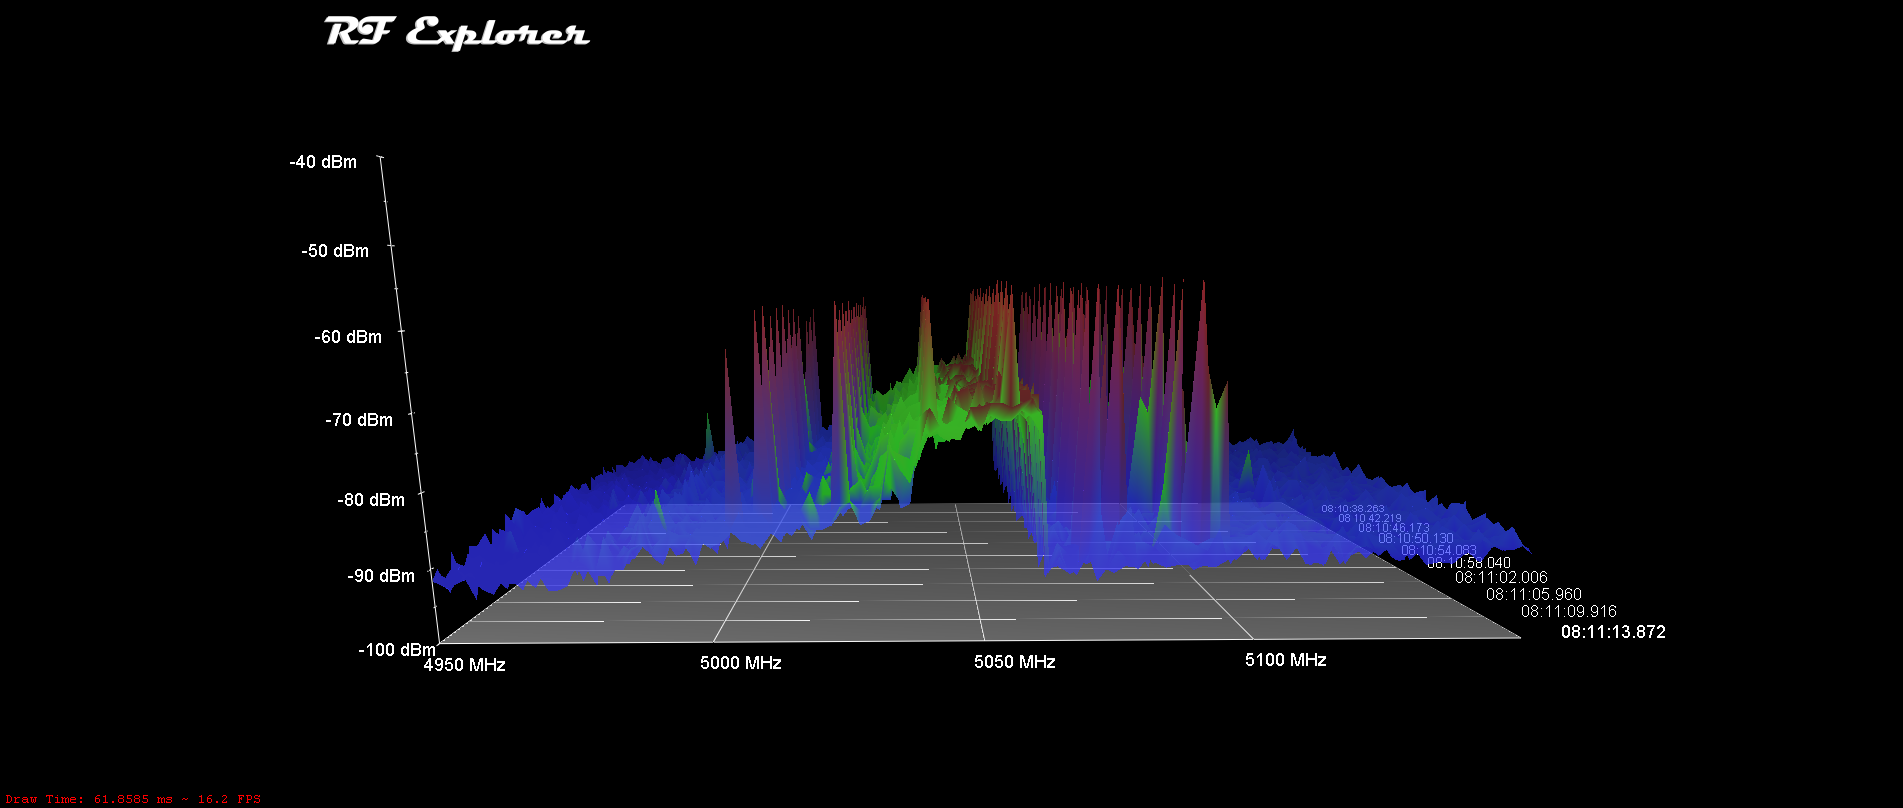 RF Explorer
-40 dBm
-50 dBm
-60 dBm
-70 dBm
-80 dBm
-90 dBm
-100 dBm
4950 MHz
5000 MHz
5050 MHz
5100 MHz
08:10:38.263
08:10:42.219
08:10:46.173
08:10:50.130
08:10:54.083
08:10:58.040
08:11:02.006
08:11:05.960
08:11:09.916
08:11:13.872
Draw Time: 61.8585 ms ~ 16.2 FPS